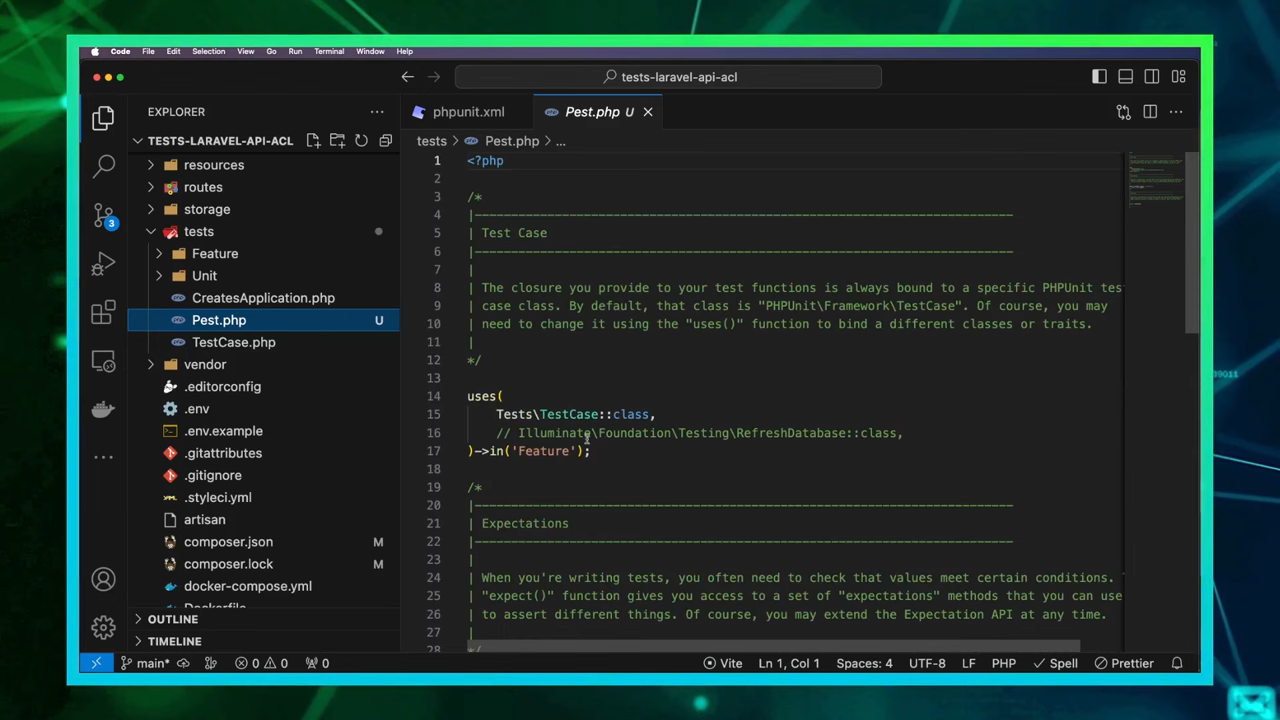 Code File Edit Selection View Go Run Terminal Window Help
tests-laravel-api-acl
EXPLORER
TESTS-LARAVEL-API-ACL
resources
routes
storage
tests
Feature
Unit
CreatesApplication.php
Pest.php U
TestCase.php
vendor
.editorconfig
.env
.env.example
.gitattributes
.gitignore
.styleci.yml
artisan
composer.json M
composer.lock M
docker-compose.yml
Dockerfile
OUTLINE
TIMELINE
3
phpunit.xml
Pest.php U
tests > Pest.php > ...
1 <?php
2
3 /*
4 |--------------------------------------------------------------------------
5 | Test Case
6 |--------------------------------------------------------------------------
7 |
8 | The closure you provide to your test functions is always bound to a specific PHPUnit tes
9 | case class. By default, that class is "PHPUnit\Framework\TestCase". Of course, you may
10 | need to change it using the "uses()" function to bind a different classes or traits.
11 |
12 */
13
14 uses(
15 Tests\TestCase::class,
16 // Illuminate\Foundation\Testing\RefreshDatabase::class,
17 )->in('Feature');
18
19 /*
20 |--------------------------------------------------------------------------
21 | Expectations
22 |--------------------------------------------------------------------------
23 |
24 | When you're writing tests, you often need to check that values meet certain conditions.
25 | "expect()" function gives you access to a set of "expectations" methods that you can use
26 | to assert different things. Of course, you may extend the Expectation API at any time.
27 |
28 */
main* 0 0 0 Vite Ln 1, Col 1 Spaces: 4 UTF-8 LF PHP Spell Prettier